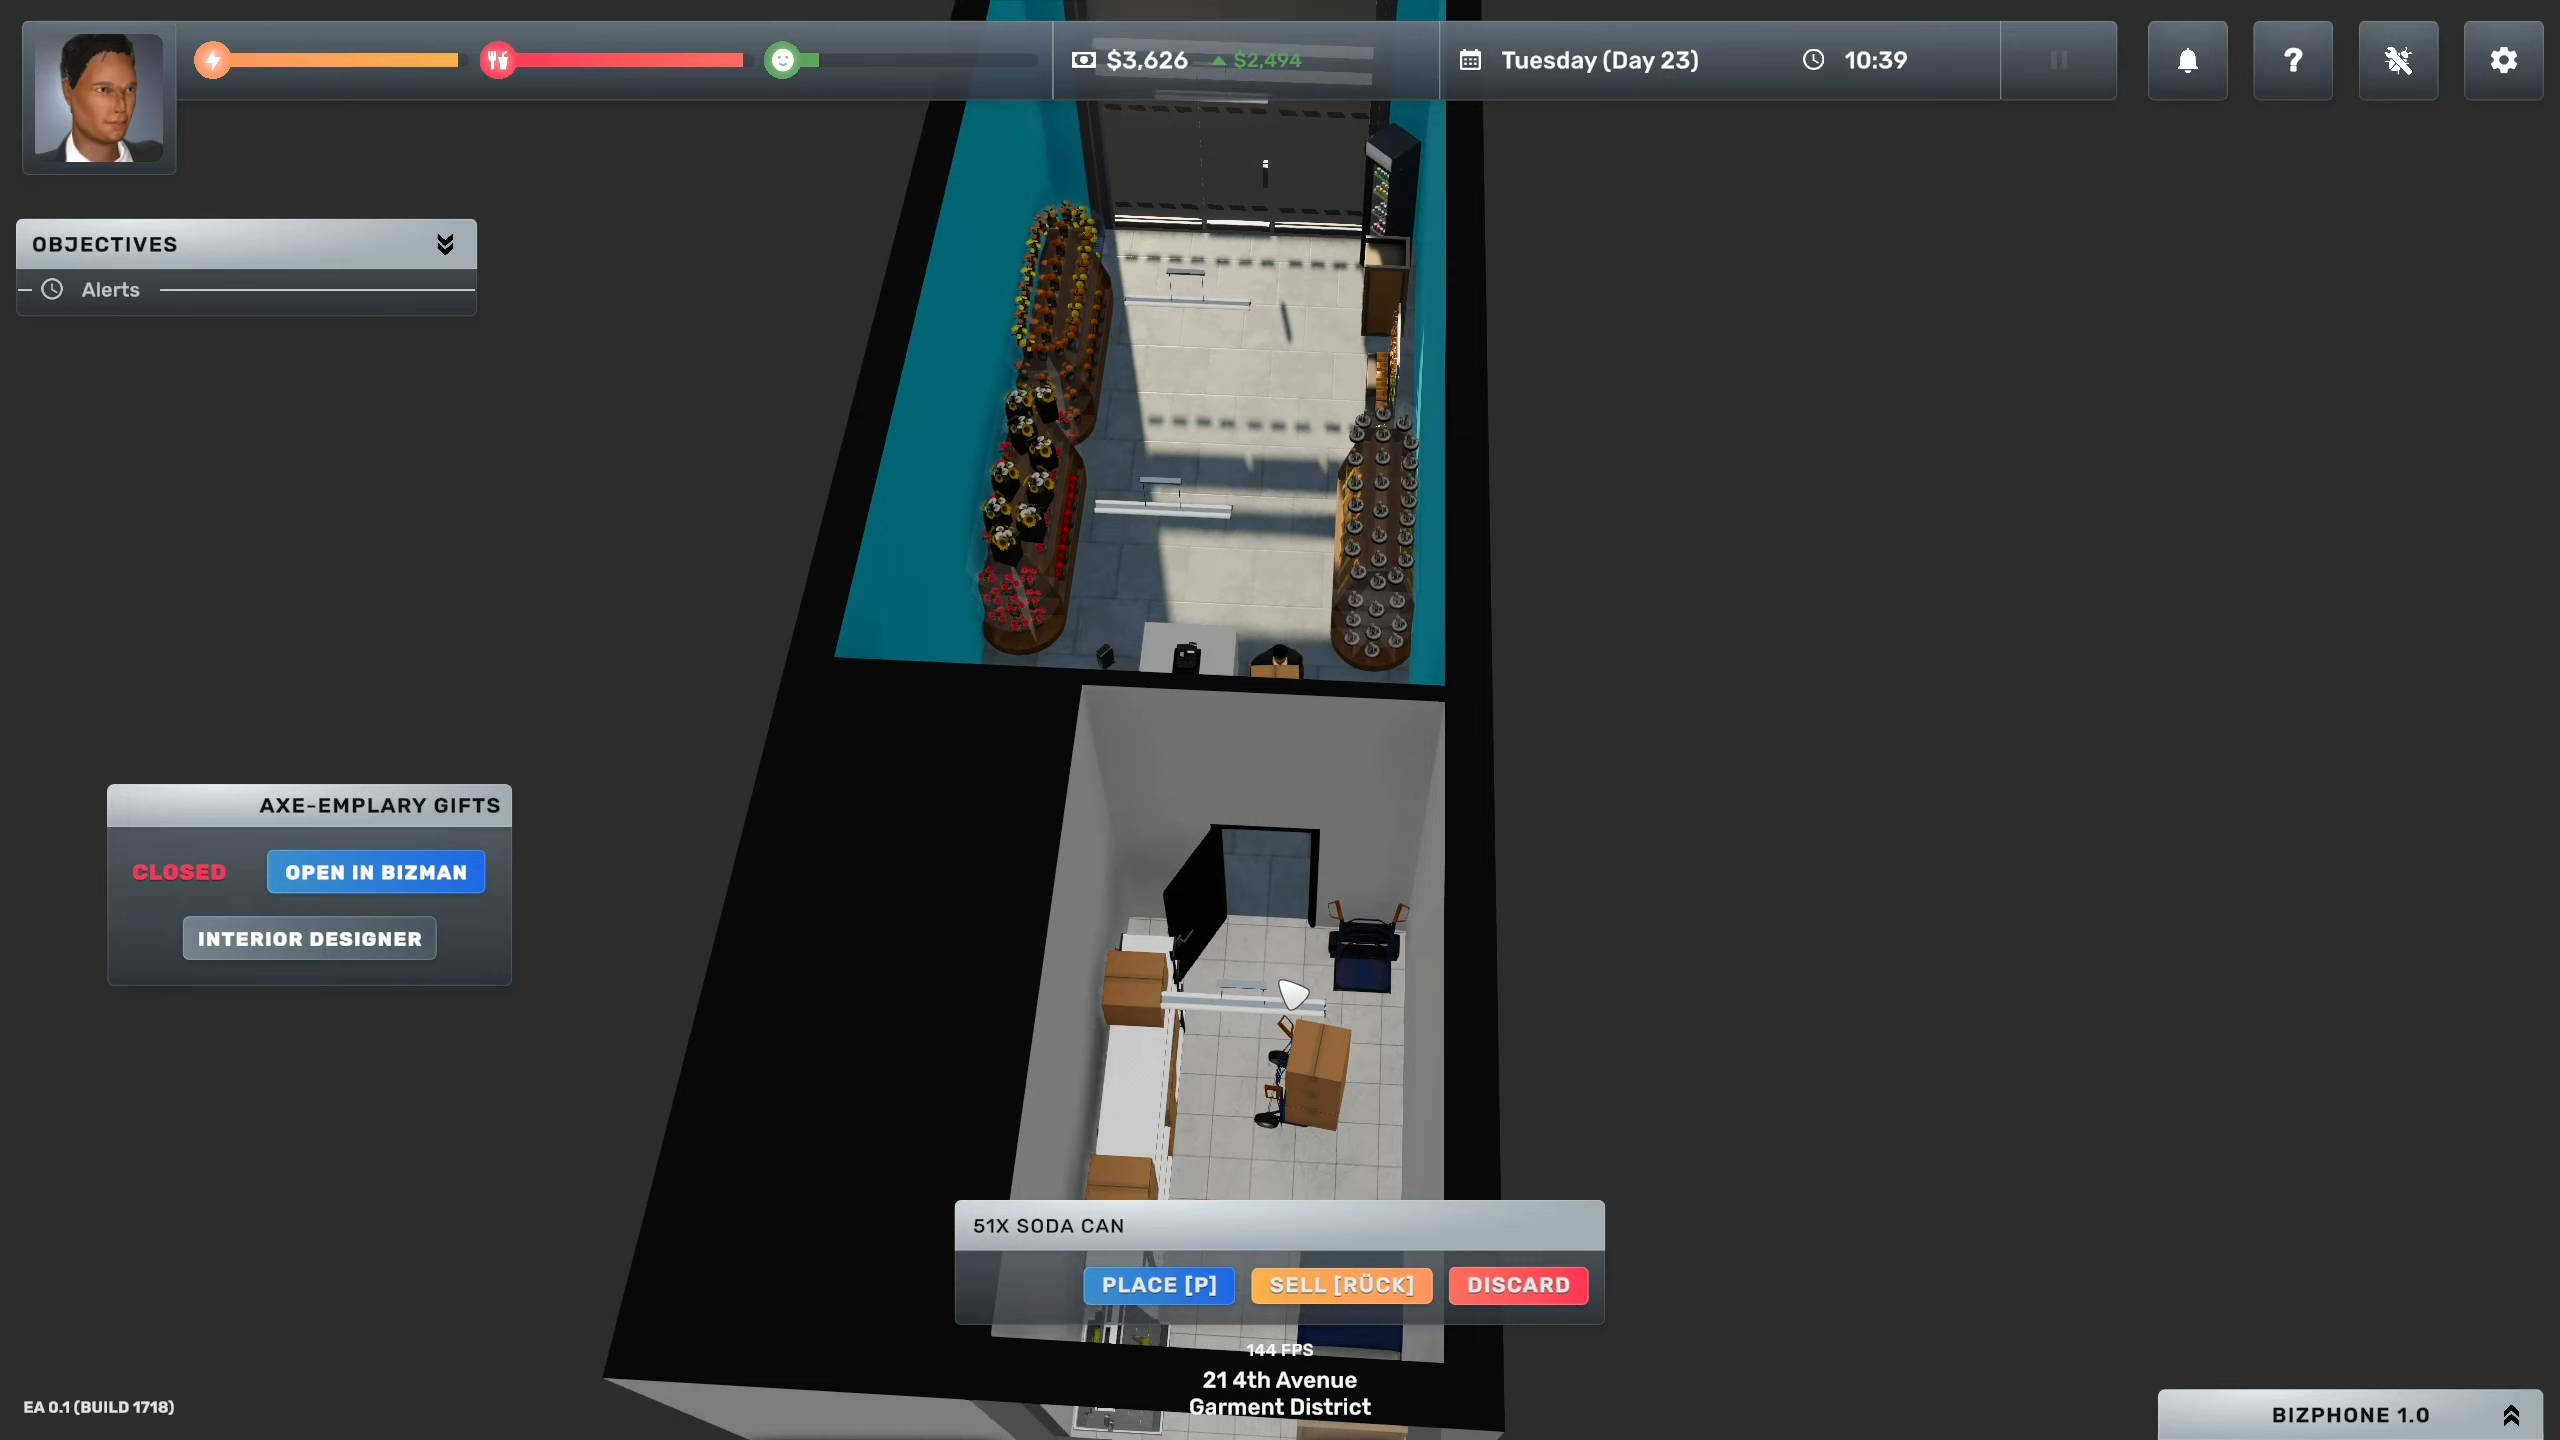 $3,626 $2,494
Tuesday (Day 23) 10:39
?
OBJECTIVES
Alerts
AXE-EMPLARY GIFTS
CLOSED OPEN IN BIZMAN
INTERIOR DESIGNER
51X SODA CAN
PLACE [P] SELL [RÜCK] DISCARD
144 FPS
21 4th Avenue
Garment District
EA 0.1 (BUILD 1718)
BIZPHONE 1.0